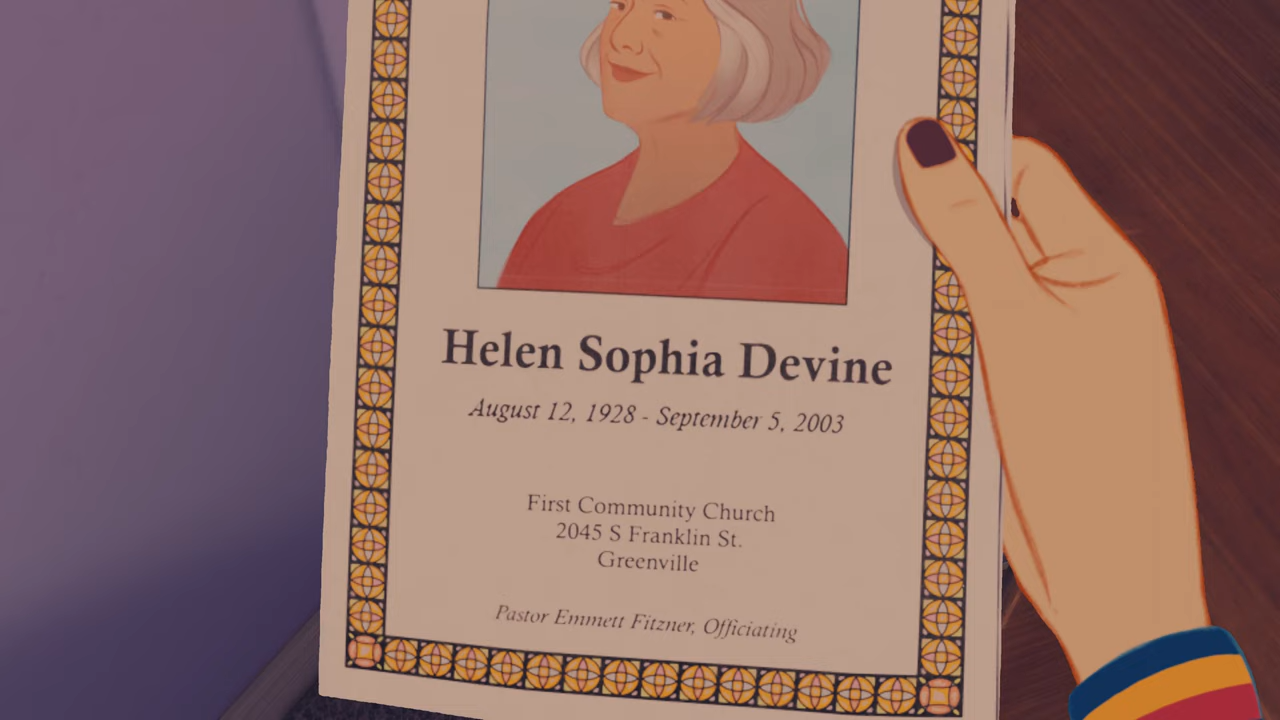 Helen Sophia Devine
August 12, 1928 - September 5, 2003
First Community Church
2045 S Franklin St.
Greenville
Pastor Emmett Fitzner, Officiating